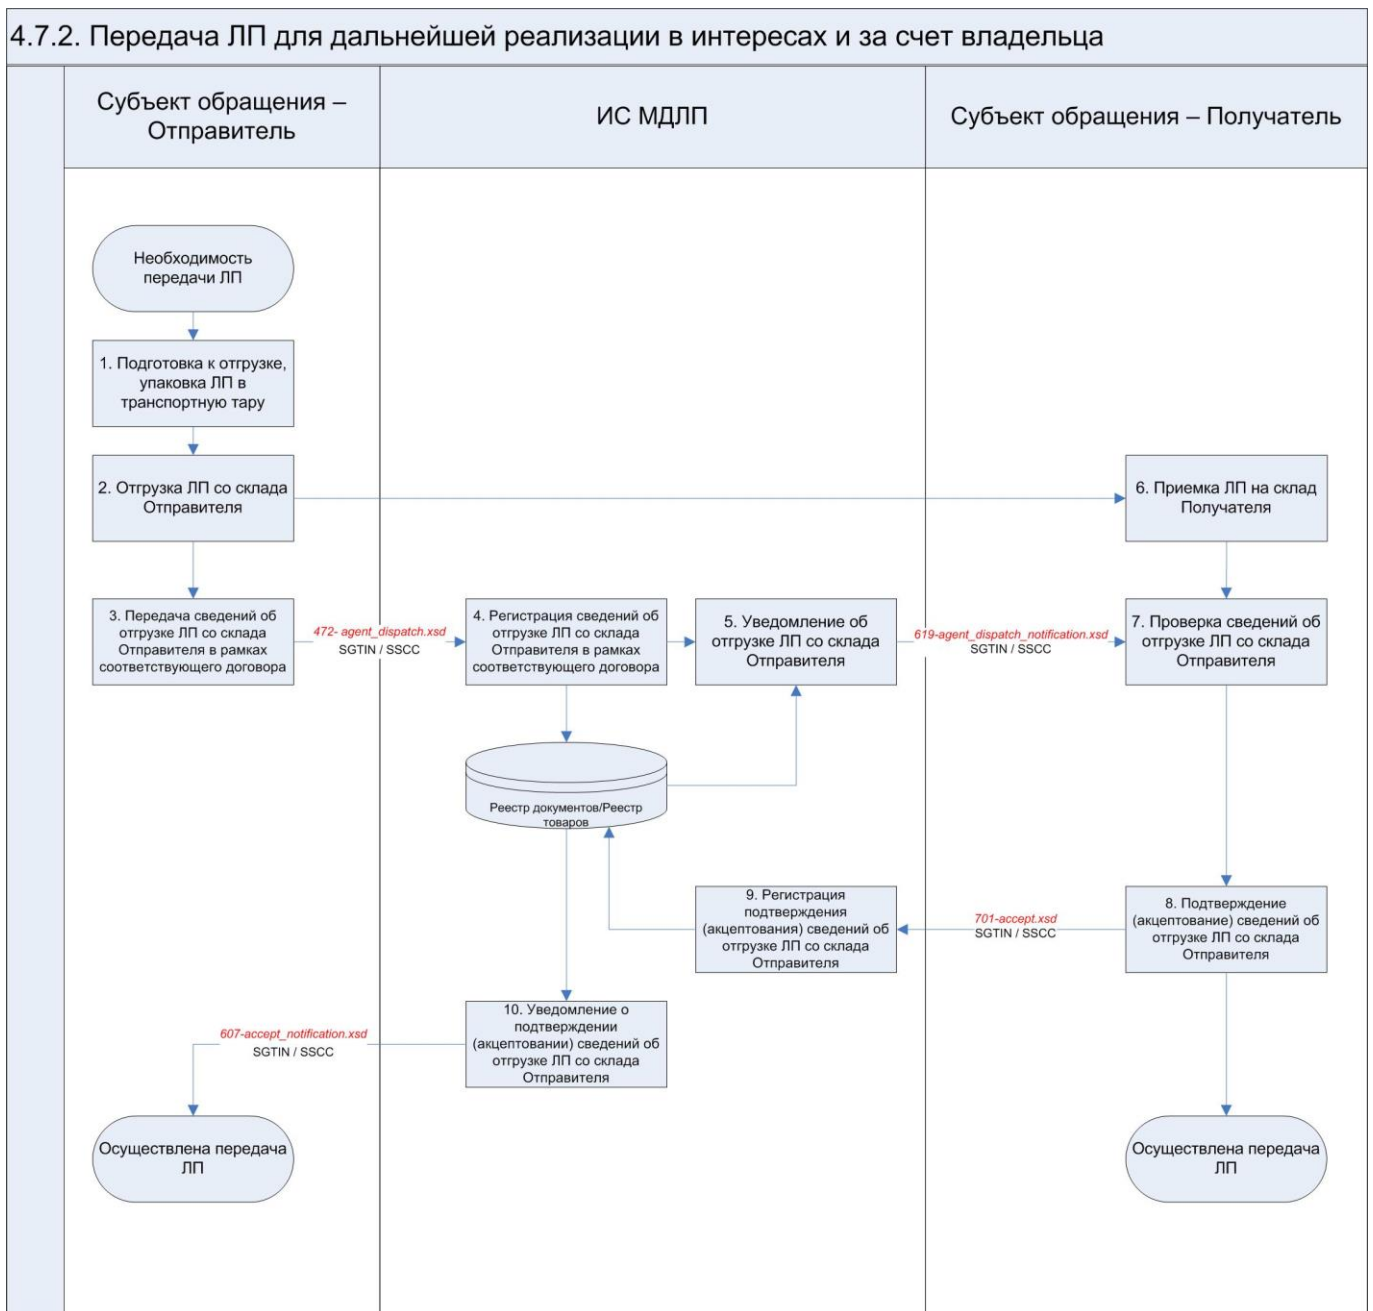 4.7.2. Передача ЛП для дальнейшей реализации в интересах и за счет владельца
Субъект обращения –
Отправитель
ИС МДЛП
Субъект обращения – Получатель
Необходимость
передачи ЛП
1. Подготовка к отгрузке,
упаковка ЛП в
транспортную тару
2. Отгрузка ЛП со склада
Отправителя
6. Приемка ЛП на склад
Получателя
3. Передача сведений об
отгрузке ЛП со склада
Отправителя в рамках
соответствующего договора
472- agent_dispatch.xsd
SGTIN / SSCC
4. Регистрация сведений об
отгрузке ЛП со склада
Отправителя в рамках
соответствующего договора
5. Уведомление об
отгрузке ЛП со склада
Отправителя
619-agent_dispatch_notification.xsd
SGTIN / SSCC
7. Проверка сведений об
отгрузке ЛП со склада
Отправителя
Реестр документов/Реестр
товаров
9. Регистрация
подтверждения
(акцептования) сведений об
отгрузке ЛП со склада
Отправителя
701-accept.xsd
SGTIN / SSCC
8. Подтверждение
(акцептование) сведений об
отгрузке ЛП со склада
Отправителя
10. Уведомление о
подтверждении
(акцептовании) сведений об
отгрузке ЛП со склада
Отправителя
607-accept_notification.xsd
SGTIN / SSCC
Осуществлена передача
ЛП
Осуществлена передача
ЛП